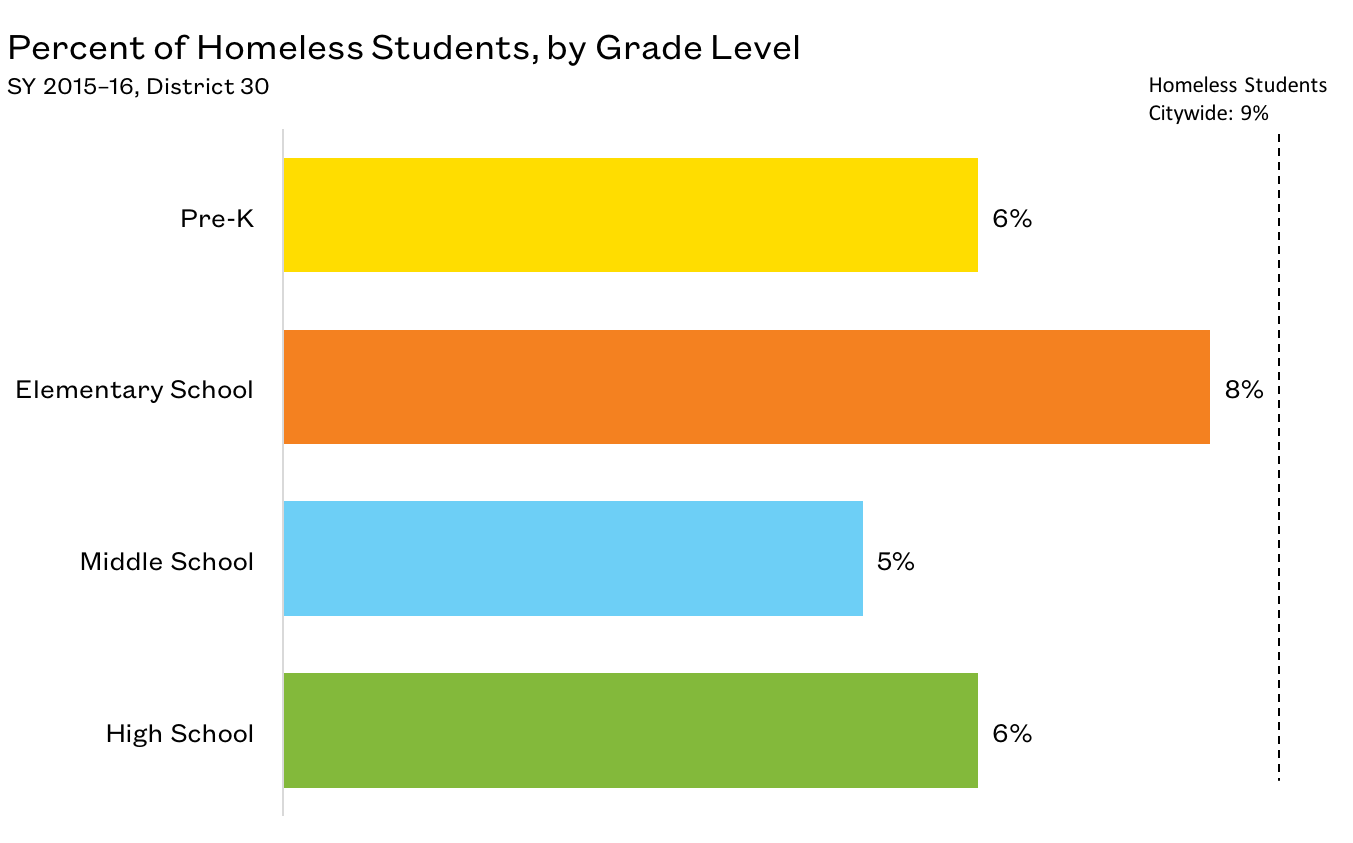 Percent of Homeless Students, by Grade Level
SY 2015–16, District 30
Homeless Students
Citywide: 9%
Pre-K
6%
Elementary School
8%
Middle School
5%
High School
6%